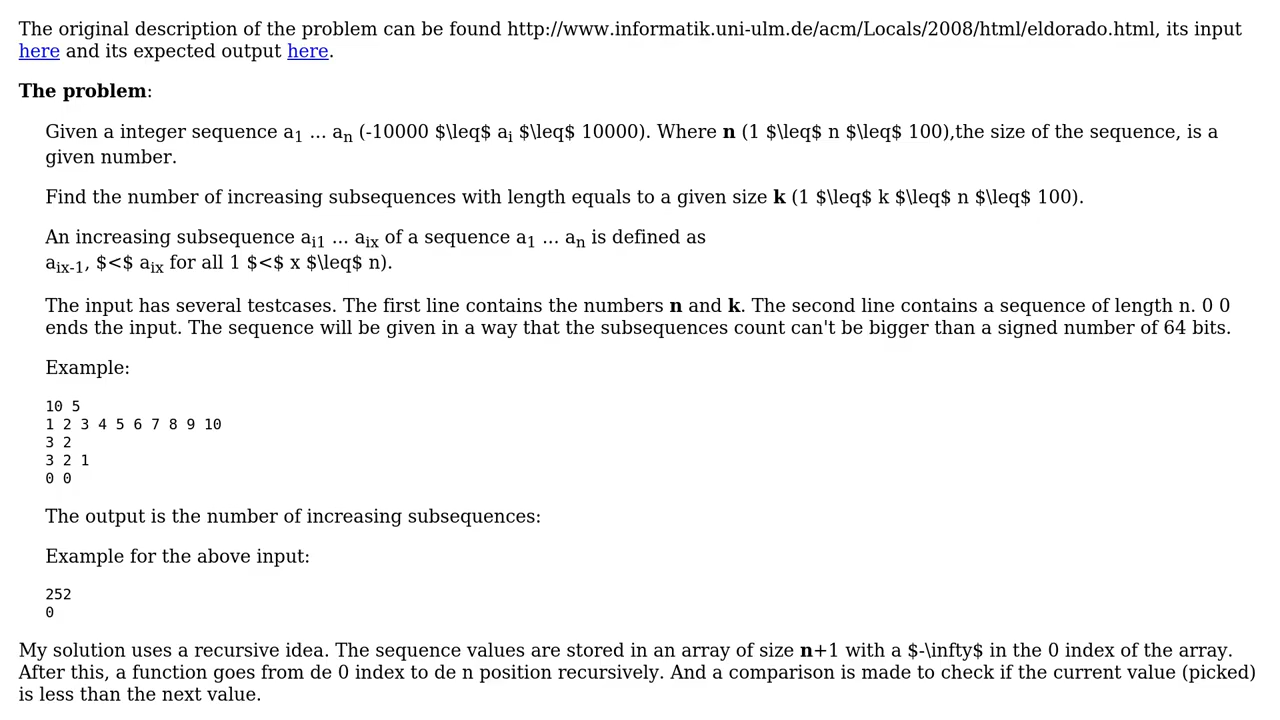 The original description of the problem can be found http://www.informatik.uni-ulm.de/acm/Locals/2008/html/eldorado.html, its input
here and its expected output here.
The problem:
Given a integer sequence a1 ... an (-10000 $\leq$ ai $\leq$ 10000). Where n (1 $\leq$ n $\leq$ 100),the size of the sequence, is a
given number.
Find the number of increasing subsequences with length equals to a given size k (1 $\leq$ k $\leq$ n $\leq$ 100).
An increasing subsequence ai1 ... aix of a sequence a1 ... an is defined as
aix-1, $<$ aix for all 1 $<$ x $\leq$ n).
The input has several testcases. The first line contains the numbers n and k. The second line contains a sequence of length n. 0 0
ends the input. The sequence will be given in a way that the subsequences count can't be bigger than a signed number of 64 bits.
Example:
10 5
1 2 3 4 5 6 7 8 9 10
3 2
3 2 1
0 0
The output is the number of increasing subsequences:
Example for the above input:
252
0
My solution uses a recursive idea. The sequence values are stored in an array of size n+1 with a $-\infty$ in the 0 index of the array.
After this, a function goes from de 0 index to de n position recursively. And a comparison is made to check if the current value (picked)
is less than the next value.